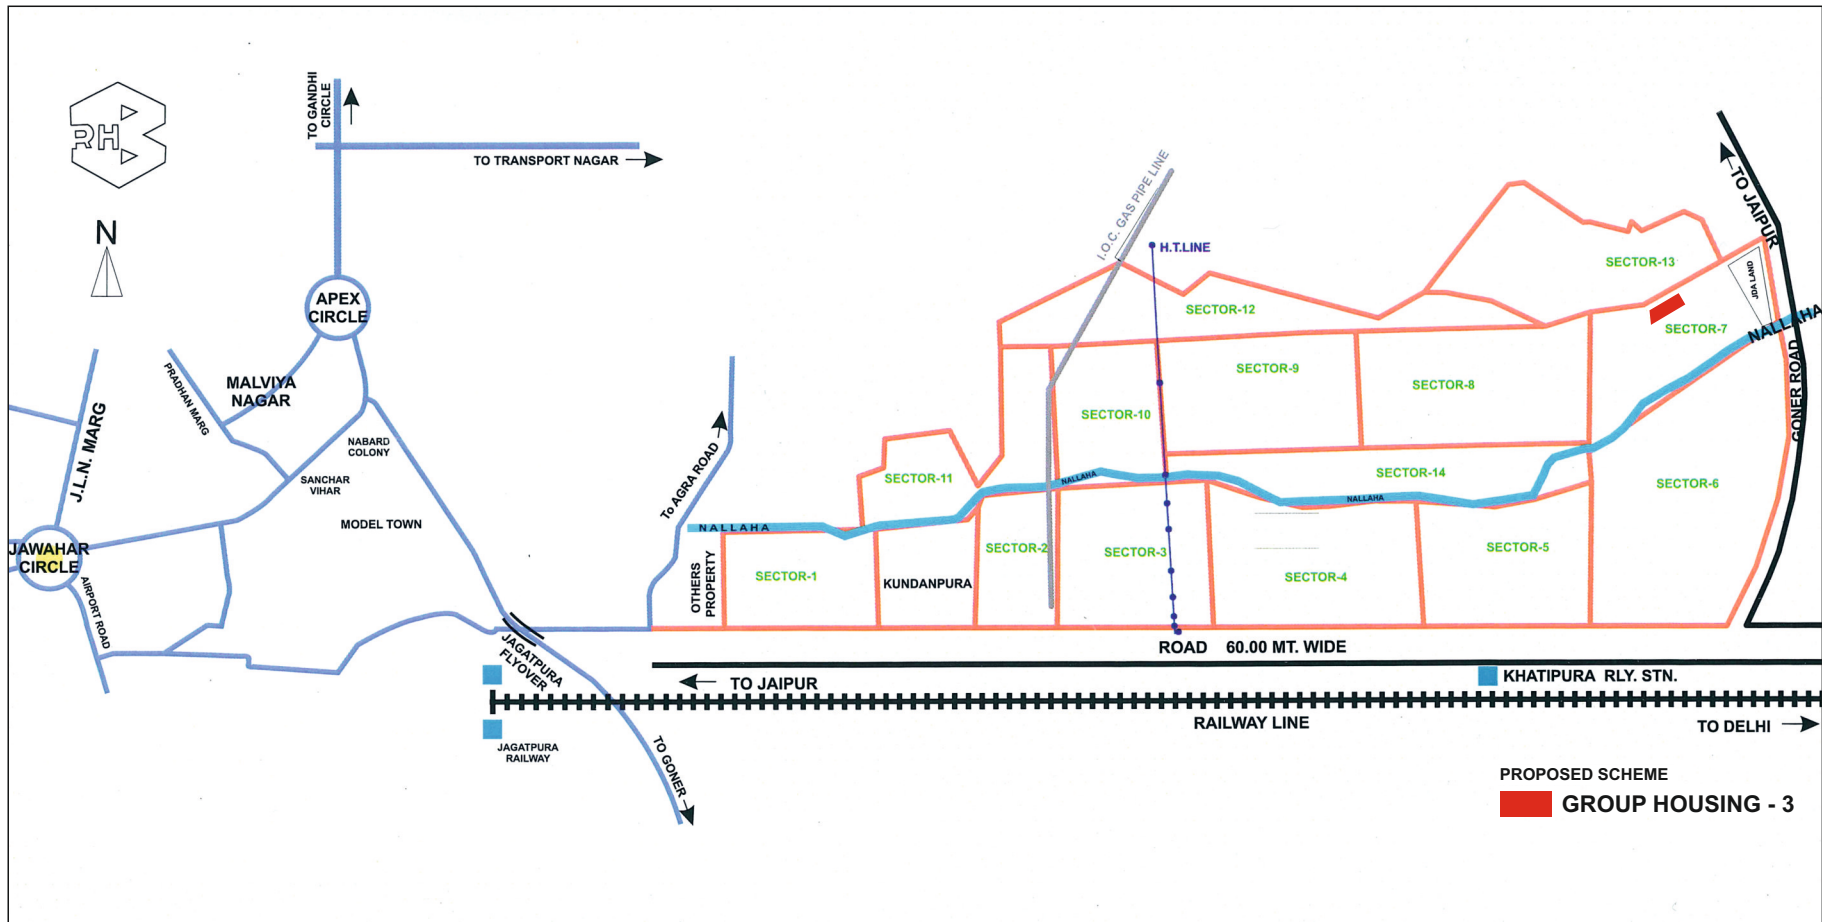 RHB
N
TO GANDHI
CIRCLE
TO TRANSPORT NAGAR
APEX
CIRCLE
PRADHAN MARG
MALVIYA
NAGAR
J.L.N. MARG
NABARD
COLONY
SANCHAR
VIHAR
MODEL TOWN
JAWAHAR
CIRCLE
AIRPORT ROAD
To AGRA ROAD
NALLAHA
OTHERS
PROPERTY
JAGATPURA
FLYOVER
JAGATPURA
RAILWAY
TO GONER
I.O.C. GAS PIPE LINE
H.T.LINE
TO JAIPUR
SECTOR-13
JDA LAND
SECTOR-12
SECTOR-7
NALLAHA
GONER ROAD
SECTOR-9
SECTOR-8
SECTOR-10
SECTOR-11
NALLAHA
SECTOR-14
NALLAHA
SECTOR-6
SECTOR-1
KUNDANPURA
SECTOR-2
SECTOR-3
SECTOR-4
SECTOR-5
ROAD 60.00 MT. WIDE
TO JAIPUR
KHATIPURA RLY. STN.
RAILWAY LINE
TO DELHI
PROPOSED SCHEME
GROUP HOUSING - 3